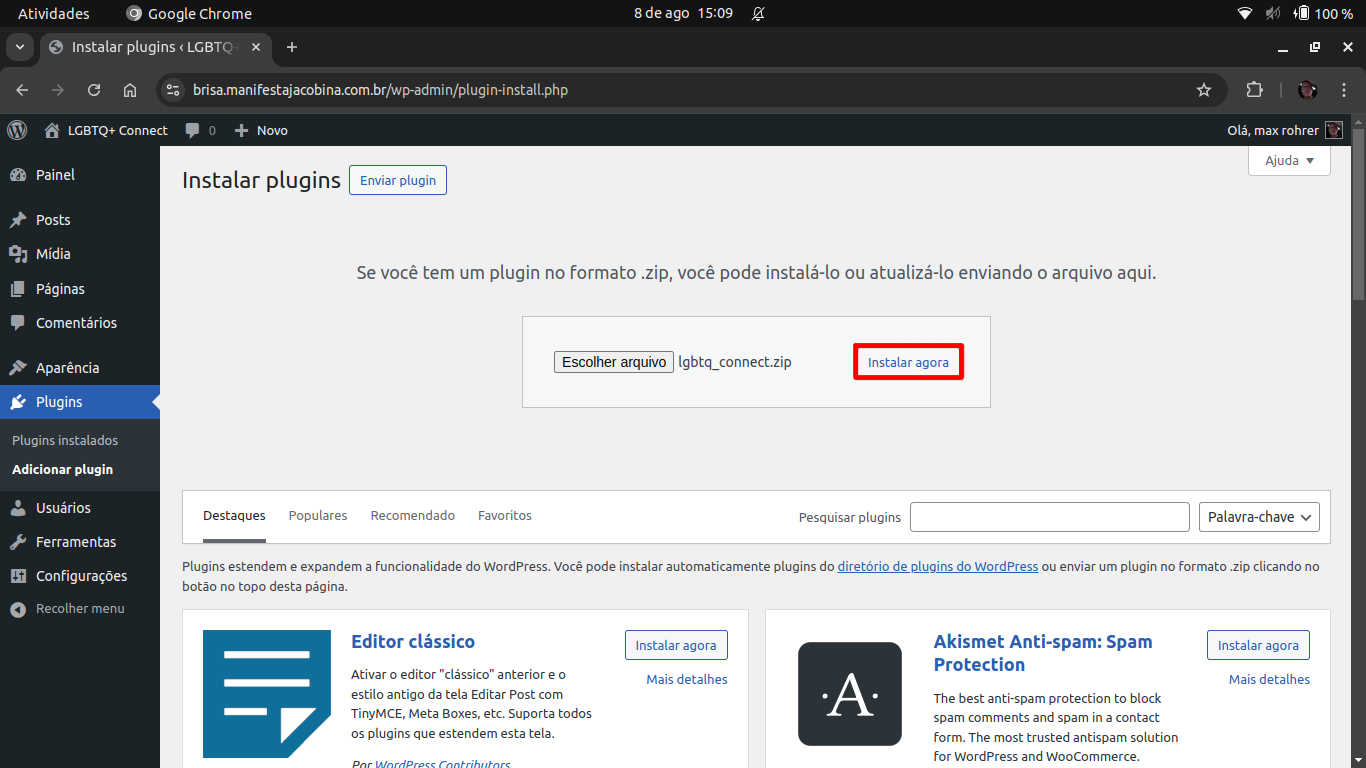 Atividades
Google Chrome
8 de ago 15:09
100 %
Instalar plugins ‹ LGBTQ+
brisa.manifestajacobina.com.br/wp-admin/plugin-install.php
LGBTQ+ Connect
0
Novo
Olá, max rohrer
Painel
Posts
Mídia
Páginas
Comentários
Aparência
Plugins
Plugins instalados
Adicionar plugin
Usuários
Ferramentas
Configurações
Recolher menu
Ajuda
Instalar plugins
Enviar plugin
Se você tem um plugin no formato .zip, você pode instalá-lo ou atualizá-lo enviando o arquivo aqui.
Escolher arquivo lgbtq_connect.zip
Instalar agora
Destaques
Populares
Recomendado
Favoritos
Pesquisar plugins
Palavra-chave
Plugins estendem e expandem a funcionalidade do WordPress. Você pode instalar automaticamente plugins do diretório de plugins do WordPress ou enviar um plugin no formato .zip clicando no
botão no topo desta página.
Editor clássico
Instalar agora
Mais detalhes
Ativar o editor "clássico" anterior e o
estilo antigo da tela Editar Post com
TinyMCE, Meta Boxes, etc. Suporta todos
os plugins que estendem esta tela.
Por WordPress Contributors
·A·
Akismet Anti-spam: Spam
Protection
Instalar agora
Mais detalhes
The best anti-spam protection to block
spam comments and spam in a contact
form. The most trusted antispam solution
for WordPress and WooCommerce.